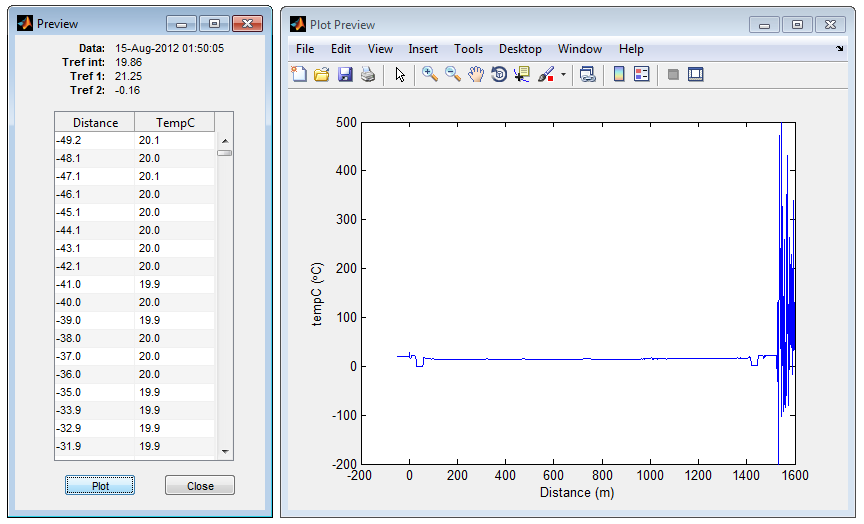 Preview
Data: 15-Aug-2012 01:50:05
Tref int: 19.86
Tref 1: 21.25
Tref 2: -0.16
Distance TempC
-49.2 20.1
-48.1 20.0
-47.1 20.1
-46.1 20.0
-45.1 20.0
-44.1 20.0
-43.1 20.0
-42.1 20.0
-41.0 19.9
-40.0 20.0
-39.0 19.9
-38.0 20.0
-37.0 20.0
-36.0 20.0
-35.0 19.9
-33.9 19.9
-32.9 19.9
-31.9 19.9
Plot Close
Plot Preview
File Edit View Insert Tools Desktop Window Help
500
400
300
200
100
0
-100
-200
tempC (ºC)
-200 0 200 400 600 800 1000 1200 1400 1600
Distance (m)